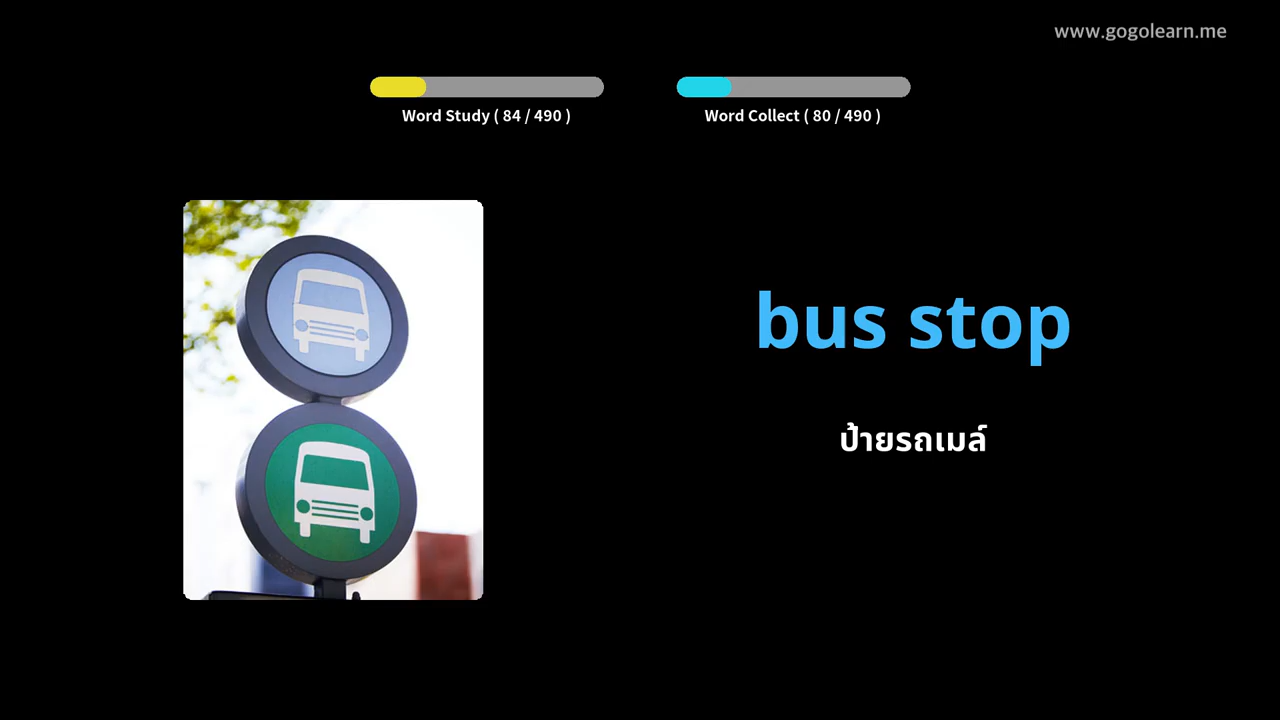 www.gogolearn.me
Word Study ( 84 / 490 )
Word Collect ( 80 / 490 )
bus stop
ป้ายรถเมล์